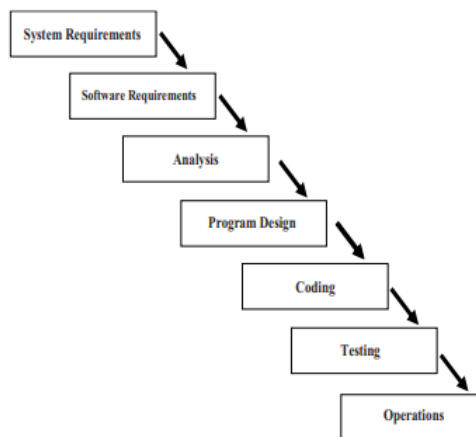 System Requirements
Software Requirements
Analysis
Program Design
Coding
Testing
Operations